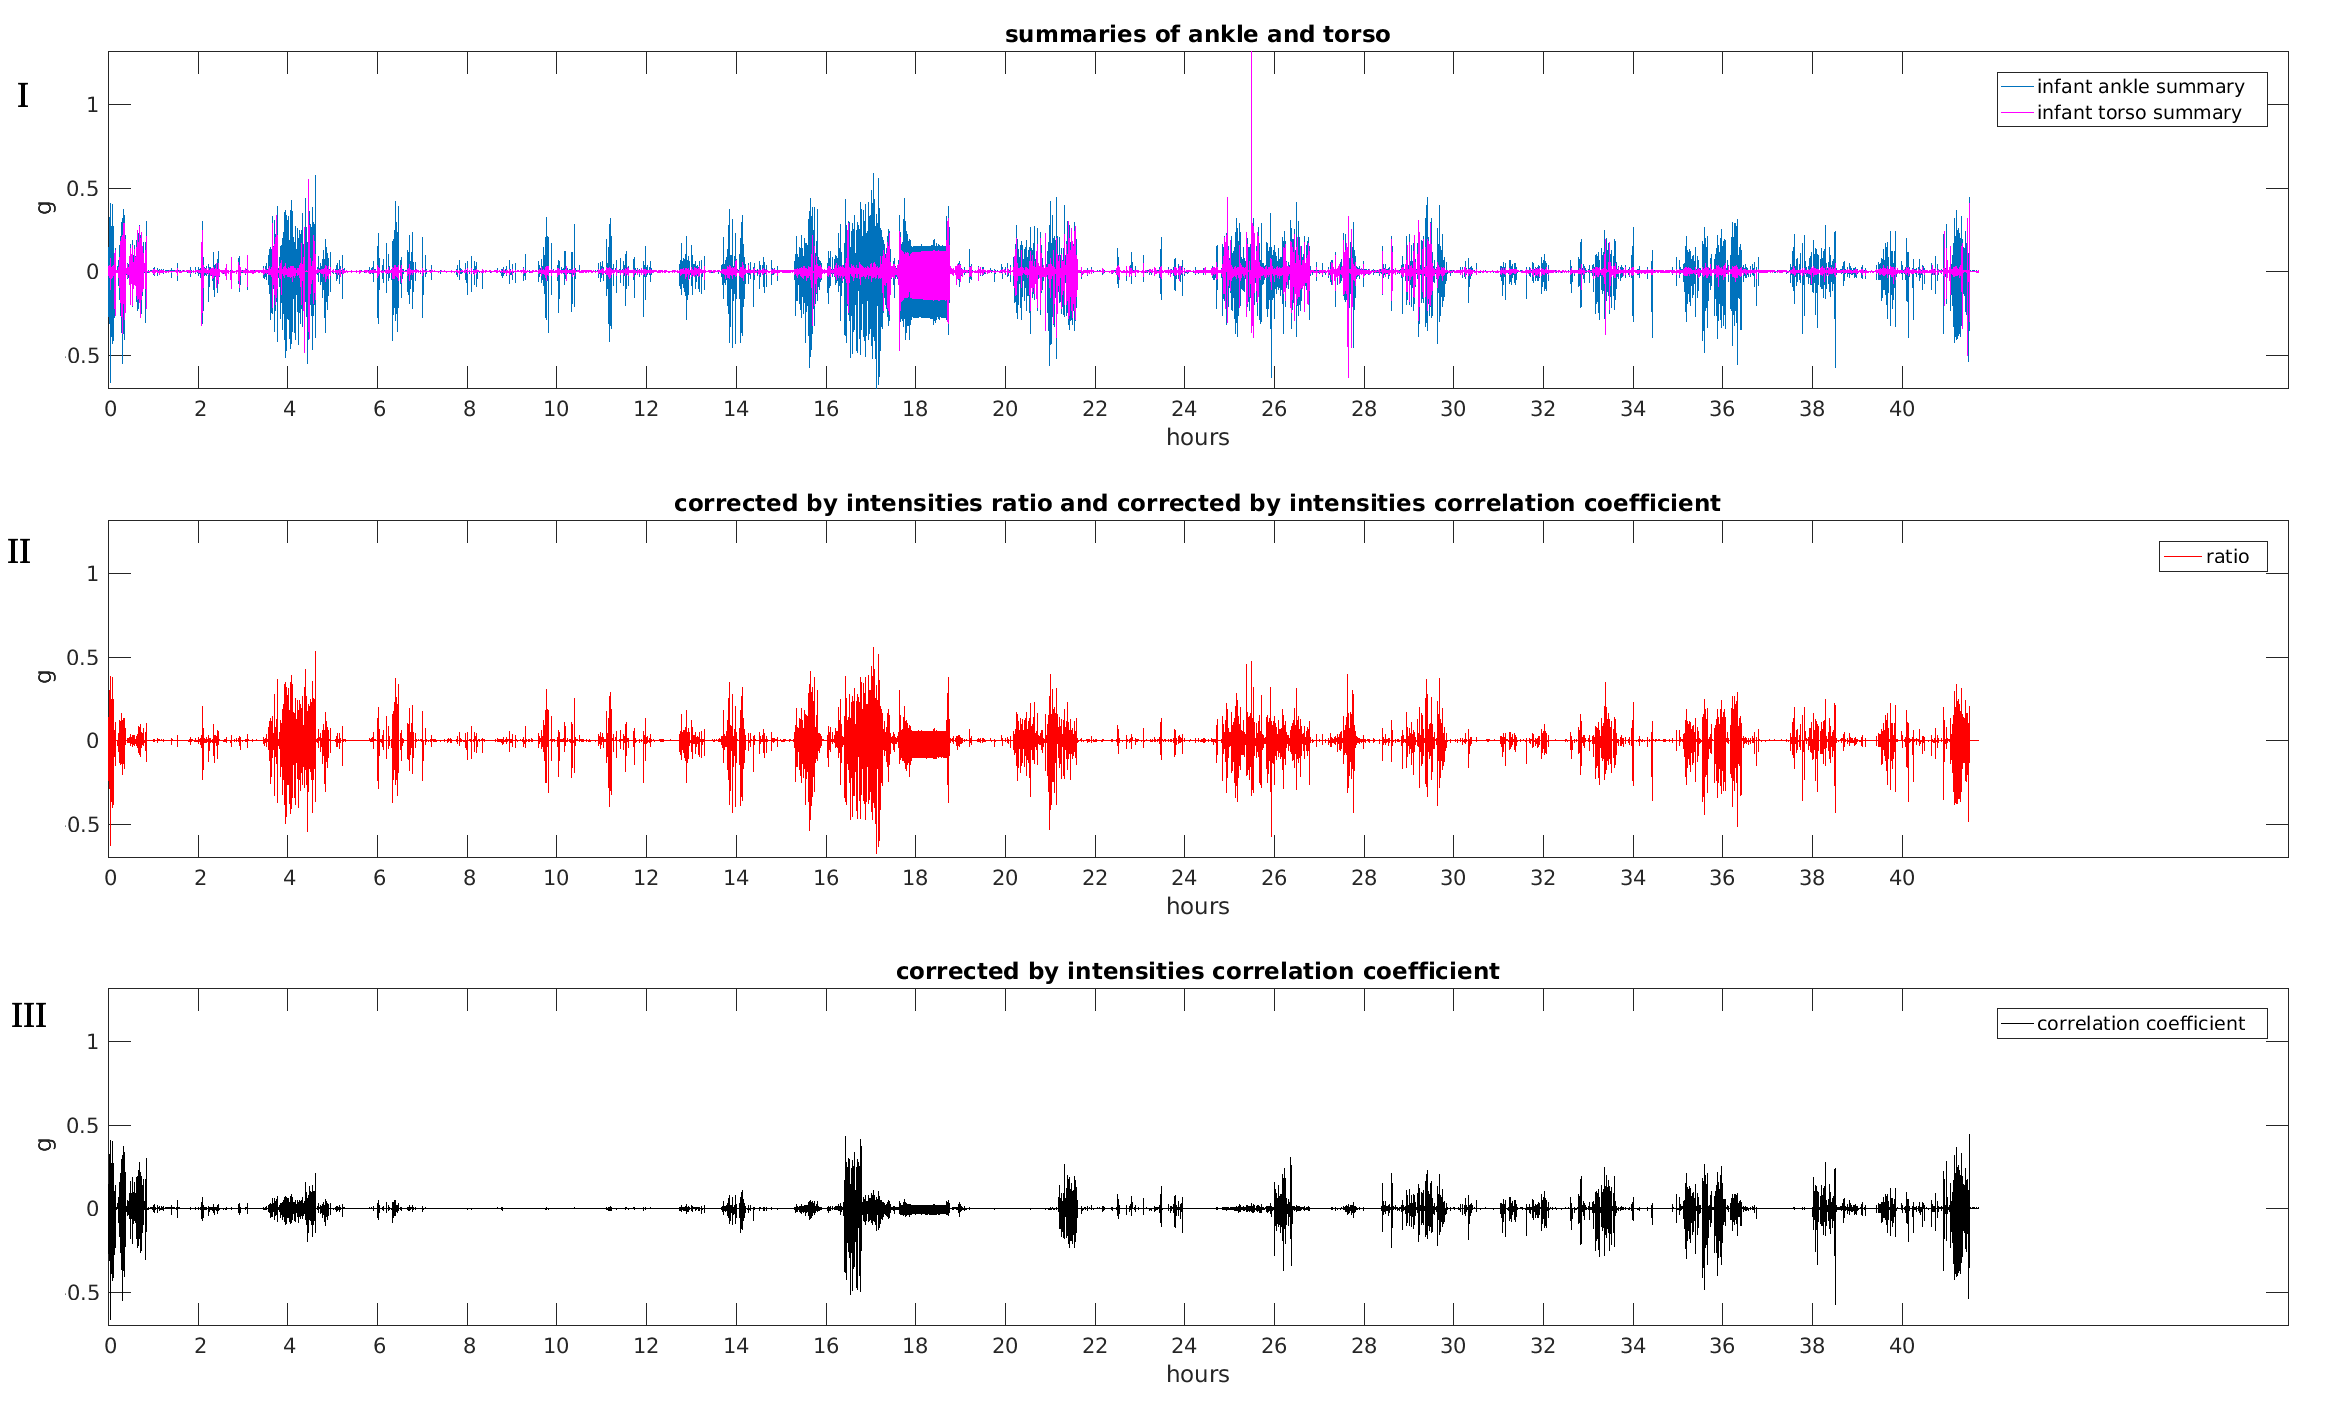 summaries of ankle and torso
I
infant ankle summary
infant torso summary
1
0.5
0
0.5
g
0 2 4 6 8 10 12 14 16 18 20 22 24 26 28 30 32 34 36 38 40
hours
corrected by intensities ratio and corrected by intensities correlation coefficient
II
ratio
1
0.5
0
0.5
g
0 2 4 6 8 10 12 14 16 18 20 22 24 26 28 30 32 34 36 38 40
hours
corrected by intensities correlation coefficient
III
correlation coefficient
1
0.5
0
0.5
g
0 2 4 6 8 10 12 14 16 18 20 22 24 26 28 30 32 34 36 38 40
hours